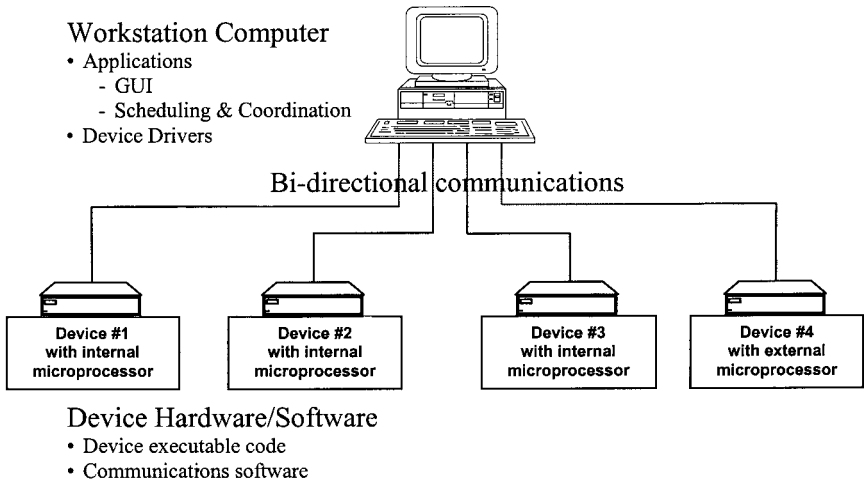 Workstation Computer
• Applications
- GUI
- Scheduling & Coordination
• Device Drivers
Bi-directional communications
Device #1
with internal
microprocessor
Device #2
with internal
microprocessor
Device #3
with internal
microprocessor
Device #4
with external
microprocessor
Device Hardware/Software
• Device executable code
• Communications software